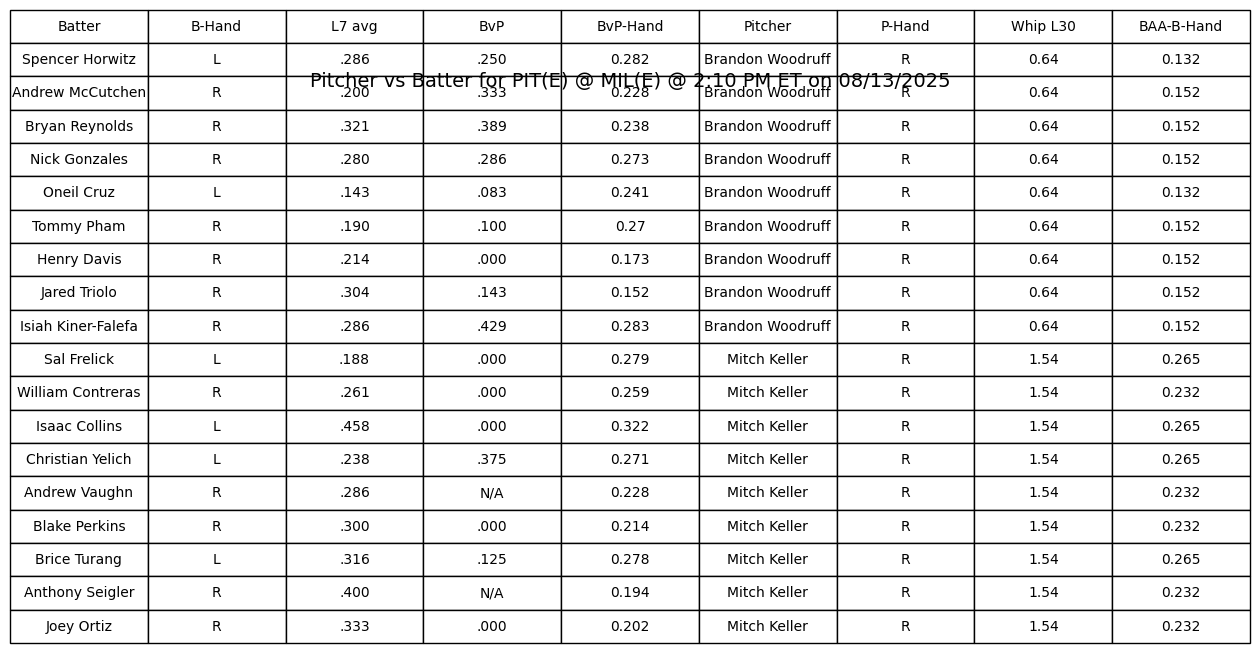 Batter B-Hand L7 avg BvP BvP-Hand Pitcher P-Hand Whip L30 BAA-B-Hand
Spencer Horwitz L .286 .250 0.282 Brandon Woodruff R 0.64 0.132
Pitcher vs Batter for PIT(E) @ MIL(E) @ 2:10 PM ET on 08/13/2025
Andrew McCutchen R .200 .333 0.228 Brandon Woodruff R 0.64 0.152
Bryan Reynolds R .321 .389 0.238 Brandon Woodruff R 0.64 0.152
Nick Gonzales R .280 .286 0.273 Brandon Woodruff R 0.64 0.152
Oneil Cruz L .143 .083 0.241 Brandon Woodruff R 0.64 0.132
Tommy Pham R .190 .100 0.27 Brandon Woodruff R 0.64 0.152
Henry Davis R .214 .000 0.173 Brandon Woodruff R 0.64 0.152
Jared Triolo R .304 .143 0.152 Brandon Woodruff R 0.64 0.152
Isiah Kiner-Falefa R .286 .429 0.283 Brandon Woodruff R 0.64 0.152
Sal Frelick L .188 .000 0.279 Mitch Keller R 1.54 0.265
William Contreras R .261 .000 0.259 Mitch Keller R 1.54 0.232
Isaac Collins L .458 .000 0.322 Mitch Keller R 1.54 0.265
Christian Yelich L .238 .375 0.271 Mitch Keller R 1.54 0.265
Andrew Vaughn R .286 N/A 0.228 Mitch Keller R 1.54 0.232
Blake Perkins R .300 .000 0.214 Mitch Keller R 1.54 0.232
Brice Turang L .316 .125 0.278 Mitch Keller R 1.54 0.265
Anthony Seigler R .400 N/A 0.194 Mitch Keller R 1.54 0.232
Joey Ortiz R .333 .000 0.202 Mitch Keller R 1.54 0.232